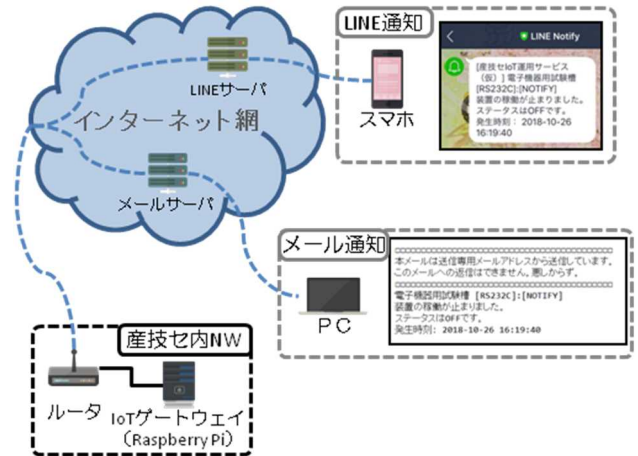 LINE通知
LINE Notify
[産技セIoT運用サービス
(仮)] 電子機器用試験槽
[RS232C]:[NOTIFY]
装置の稼働が止まりました。
ステータスはOFFです。
発生時刻： 2018-10-26
16:19:40
スマホ
LINEサーバ
インターネット網
メールサーバ
メール通知
本メールは送信専用メールアドレスから送信しています。
このメールへの返信はできません。悪しからず。
電子機器用試験槽 [RS232C]:[NOTIFY]
装置の稼働が止まりました。
ステータスはOFFです。
発生時刻: 2018-10-26 16:19:40
PC
産技セ内NW
ルータ
IoTゲートウェイ
(Raspberry Pi)